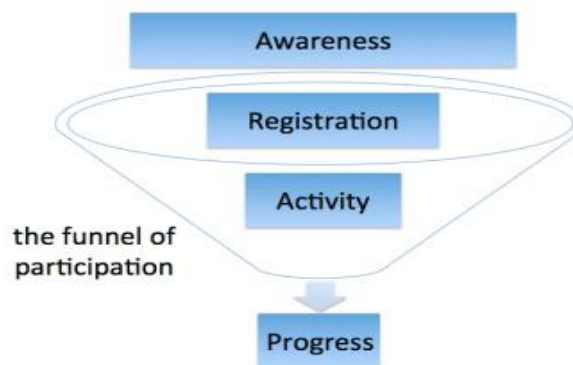 Awareness
Registration
Activity
the funnel of
participation
Progress